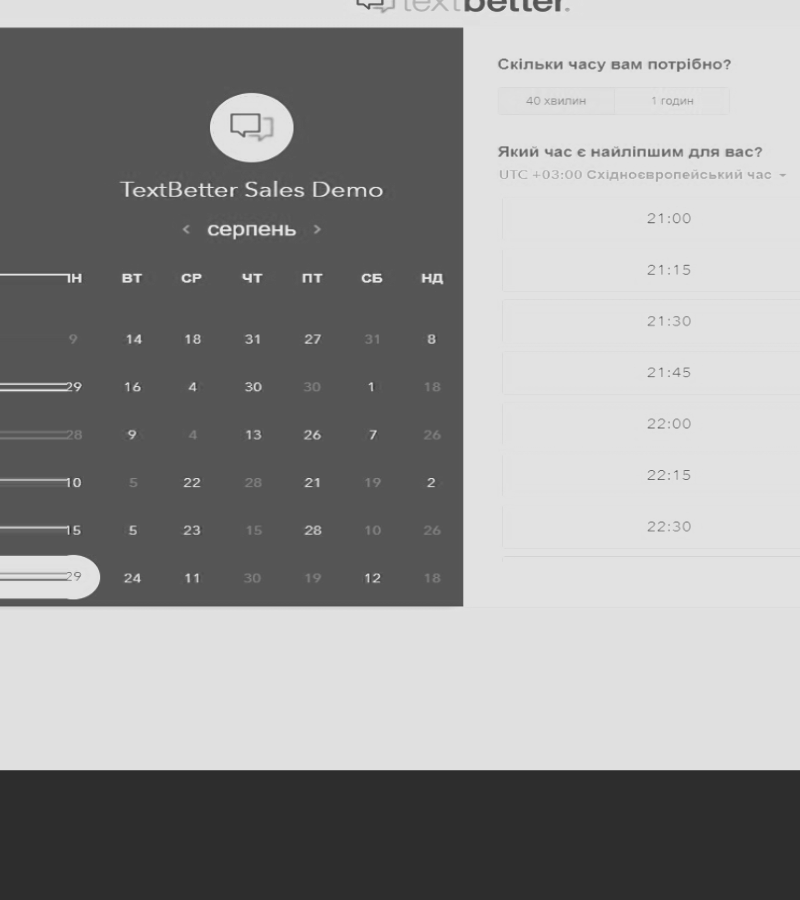 textbetter.
TextBetter Sales Demo
< серпень >
ПН ВТ СР ЧТ ПТ СБ НД
9 14 18 31 27 31 8
29 16 4 30 30 1 18
28 9 4 13 26 7 26
10 5 22 28 21 19 2
15 5 23 15 28 10 26
29 24 11 30 19 12 18
Скільки часу вам потрібно?
40 хвилин 1 годин
Який час є найліпшим для вас?
UTC +03:00 Східноєвропейський час
21:00
21:15
21:30
21:45
22:00
22:15
22:30